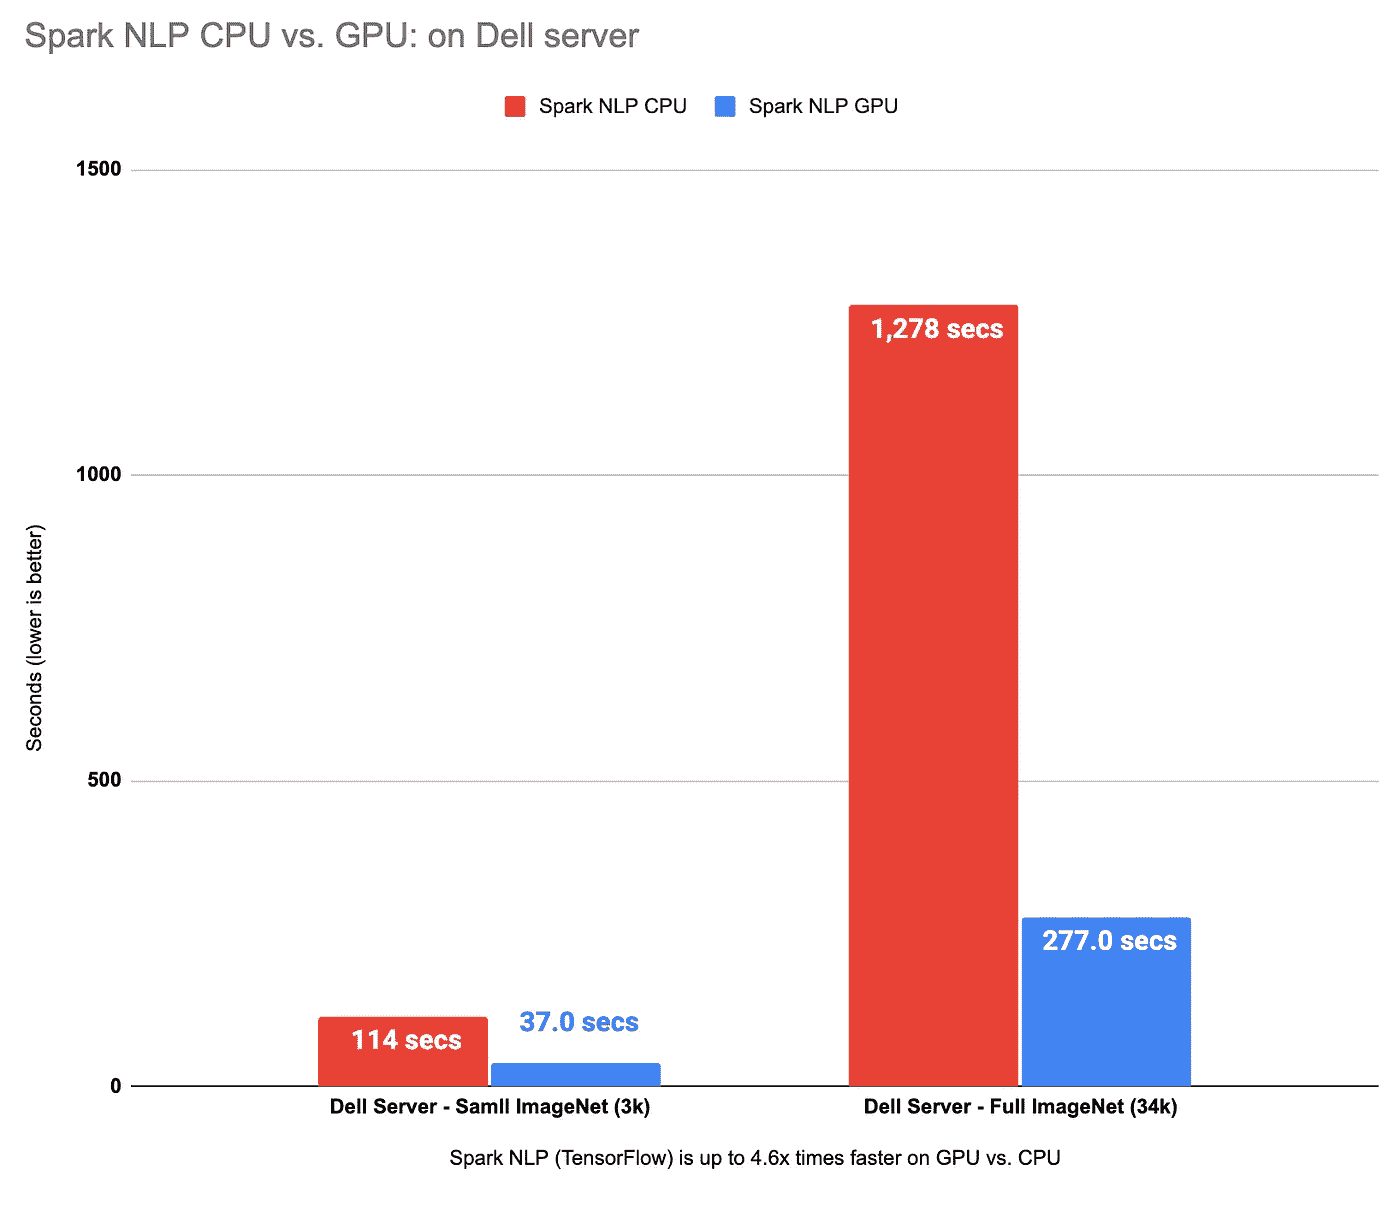 Spark NLP CPU vs. GPU: on Dell server
Spark NLP CPU
Spark NLP GPU
1500
1000
500
0
Seconds (lower is better)
1,278 secs
277.0 secs
114 secs
37.0 secs
Dell Server - Samll ImageNet (3k)
Dell Server - Full ImageNet (34k)
Spark NLP (TensorFlow) is up to 4.6x times faster on GPU vs. CPU